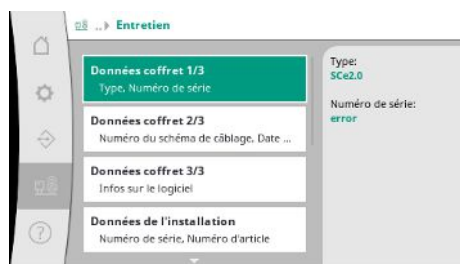 .. Entretien
Données coffret 1/3
Type, Numéro de série
Données coffret 2/3
Numéro du schéma de câblage, Date ...
Données coffret 3/3
Infos sur le logiciel
Données de l'installation
Numéro de série, Numéro d'article
Type:
SCe2.0
Numéro de série:
error
?